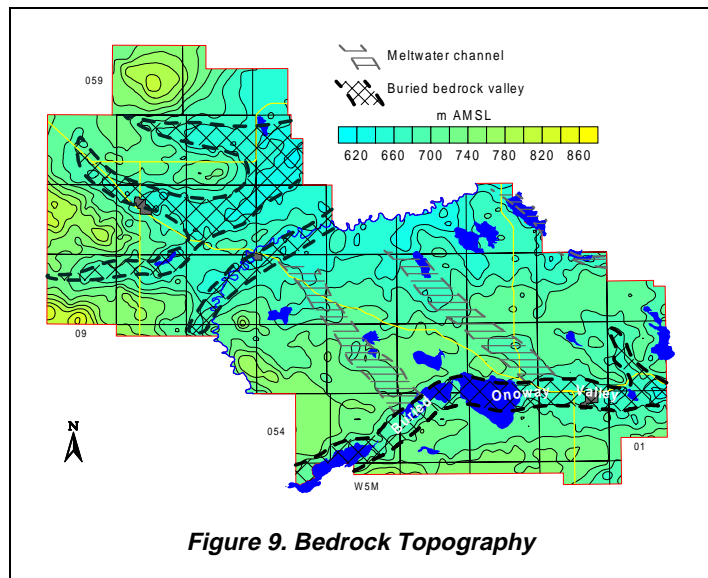 059
Meltwater channel
Buried bedrock valley
m AMSL
620 660 700 740 780 820 860
09
054
Buried Onoway Valley
01
W5M
N
Figure 9. Bedrock Topography